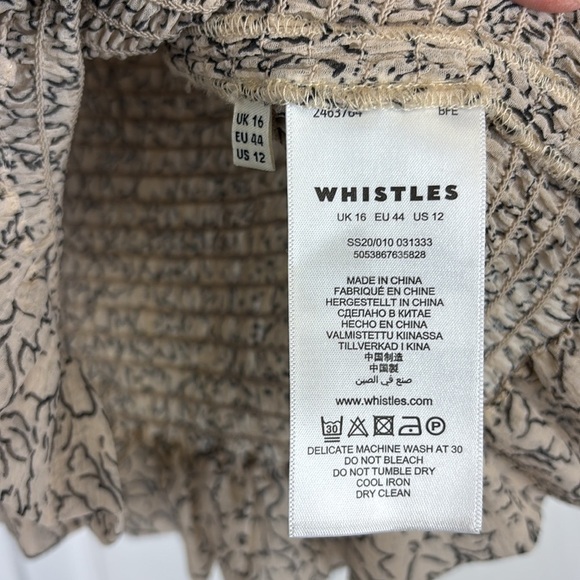 UK 16
EU 44
US 12
2463764 BFE
WHISTLES
UK 16 EU 44 US 12
SS20/010 031333
5053867635828
MADE IN CHINA
FABRIQUÉ EN CHINE
HERGESTELLT IN CHINA
СДЕЛАНО В КИТАЕ
HECHO EN CHINA
VALMISTETTU KIINASSA
TILLVERKAD I KINA
中国制造
中国製
صنع في الصين
www.whistles.com
30 P
DELICATE MACHINE WASH AT 30
DO NOT BLEACH
DO NOT TUMBLE DRY
COOL IRON
DRY CLEAN